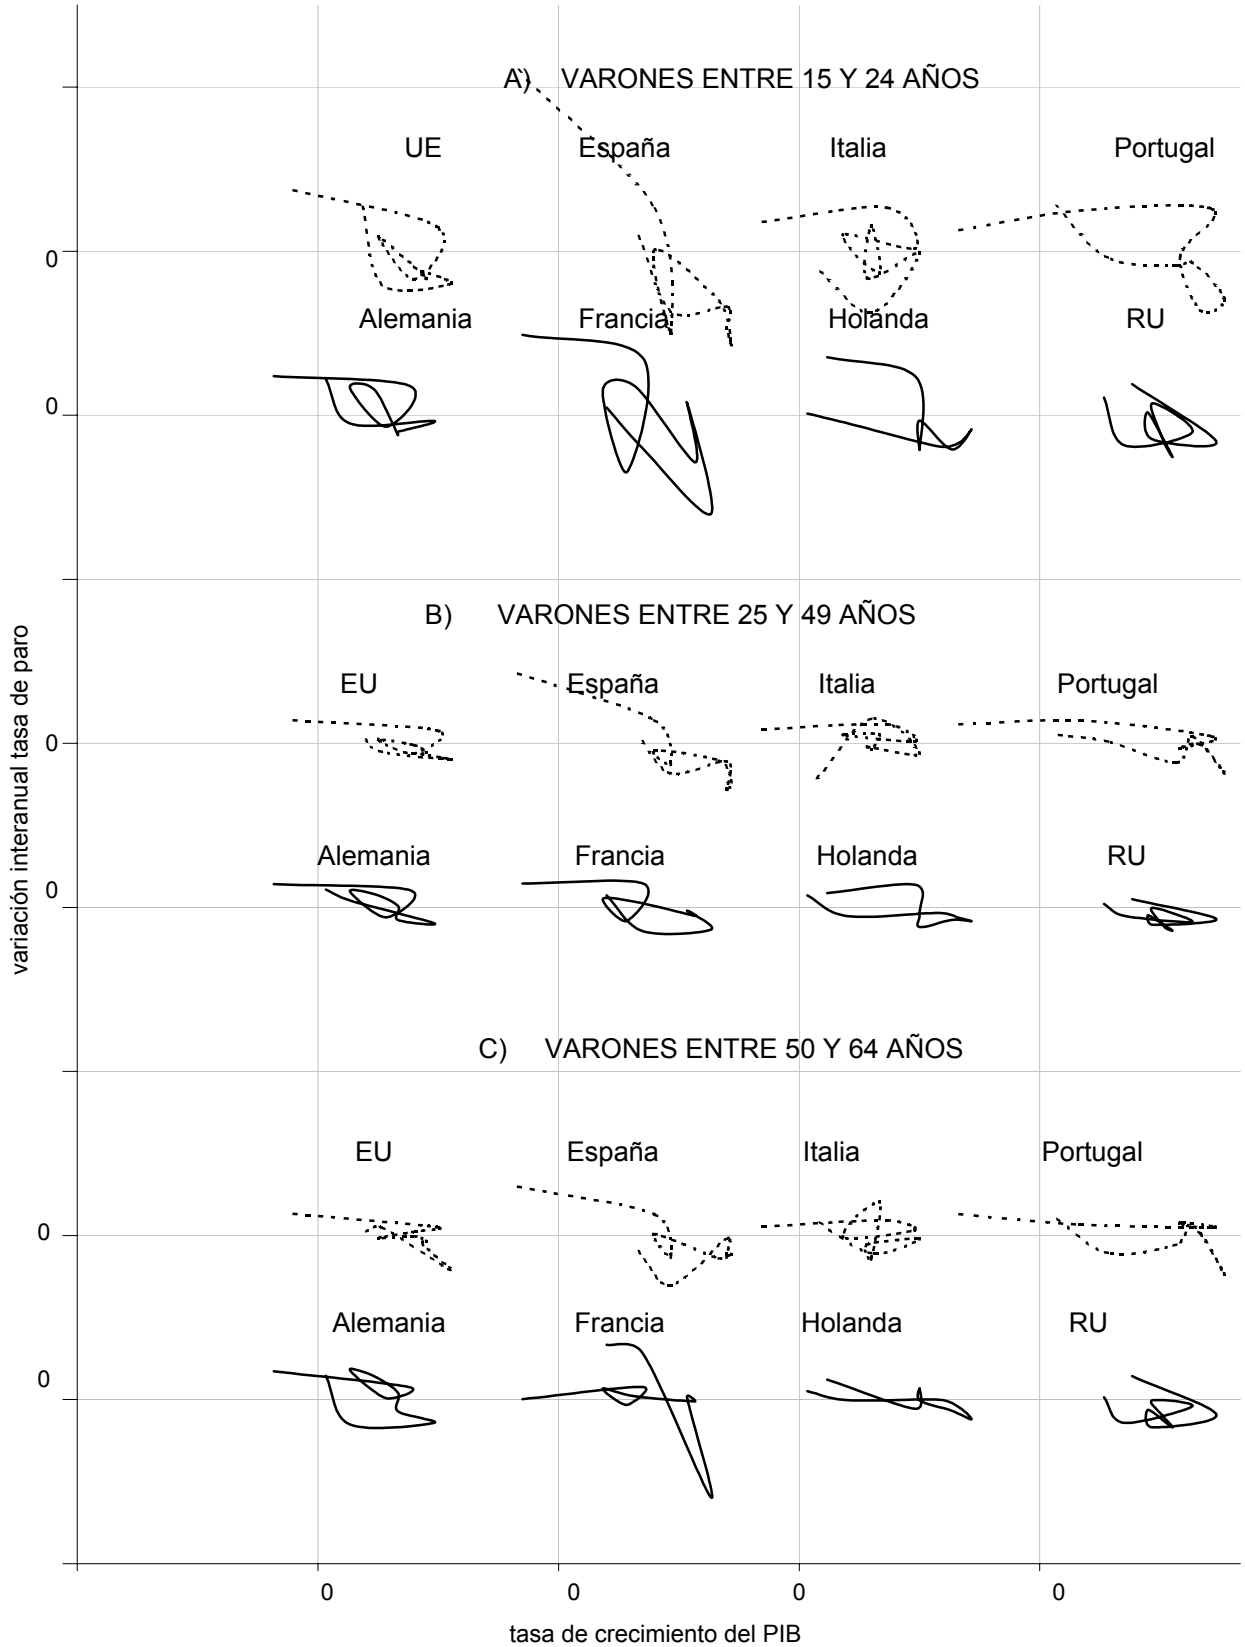 A) VARONES ENTRE 15 Y 24 AÑOS
UE España Italia Portugal
0
Alemania Francia Holanda RU
0
B) VARONES ENTRE 25 Y 49 AÑOS
EU España Italia Portugal
0
Alemania Francia Holanda RU
0
C) VARONES ENTRE 50 Y 64 AÑOS
EU España Italia Portugal
0
Alemania Francia Holanda RU
0
variación interanual tasa de paro
0 0 0 0
tasa de crecimiento del PIB